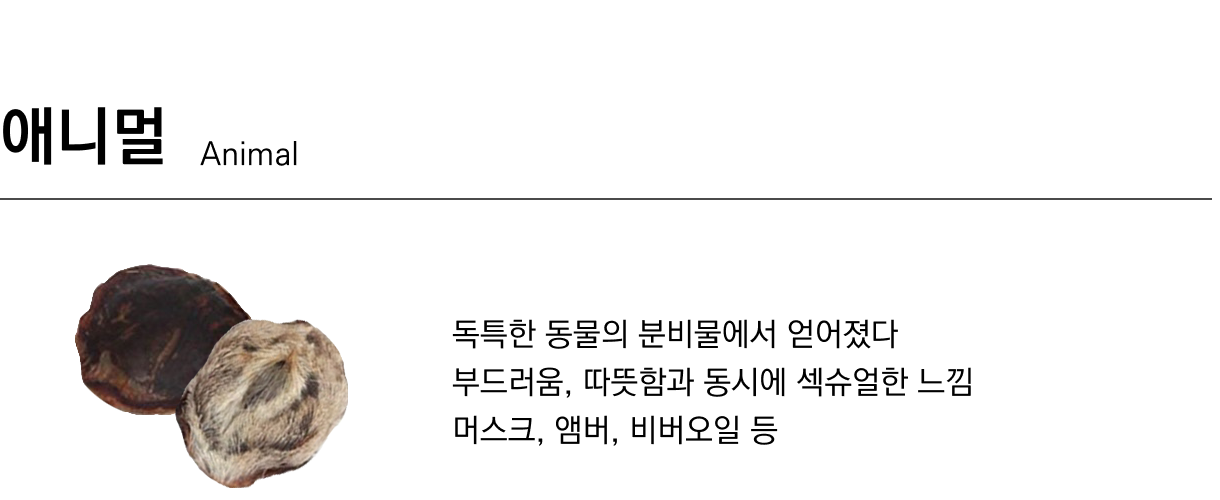 애니멀 Animal
독특한 동물의 분비물에서 얻어졌다
부드러움, 따뜻함과 동시에 섹슈얼한 느낌
머스크, 앰버, 비버오일 등